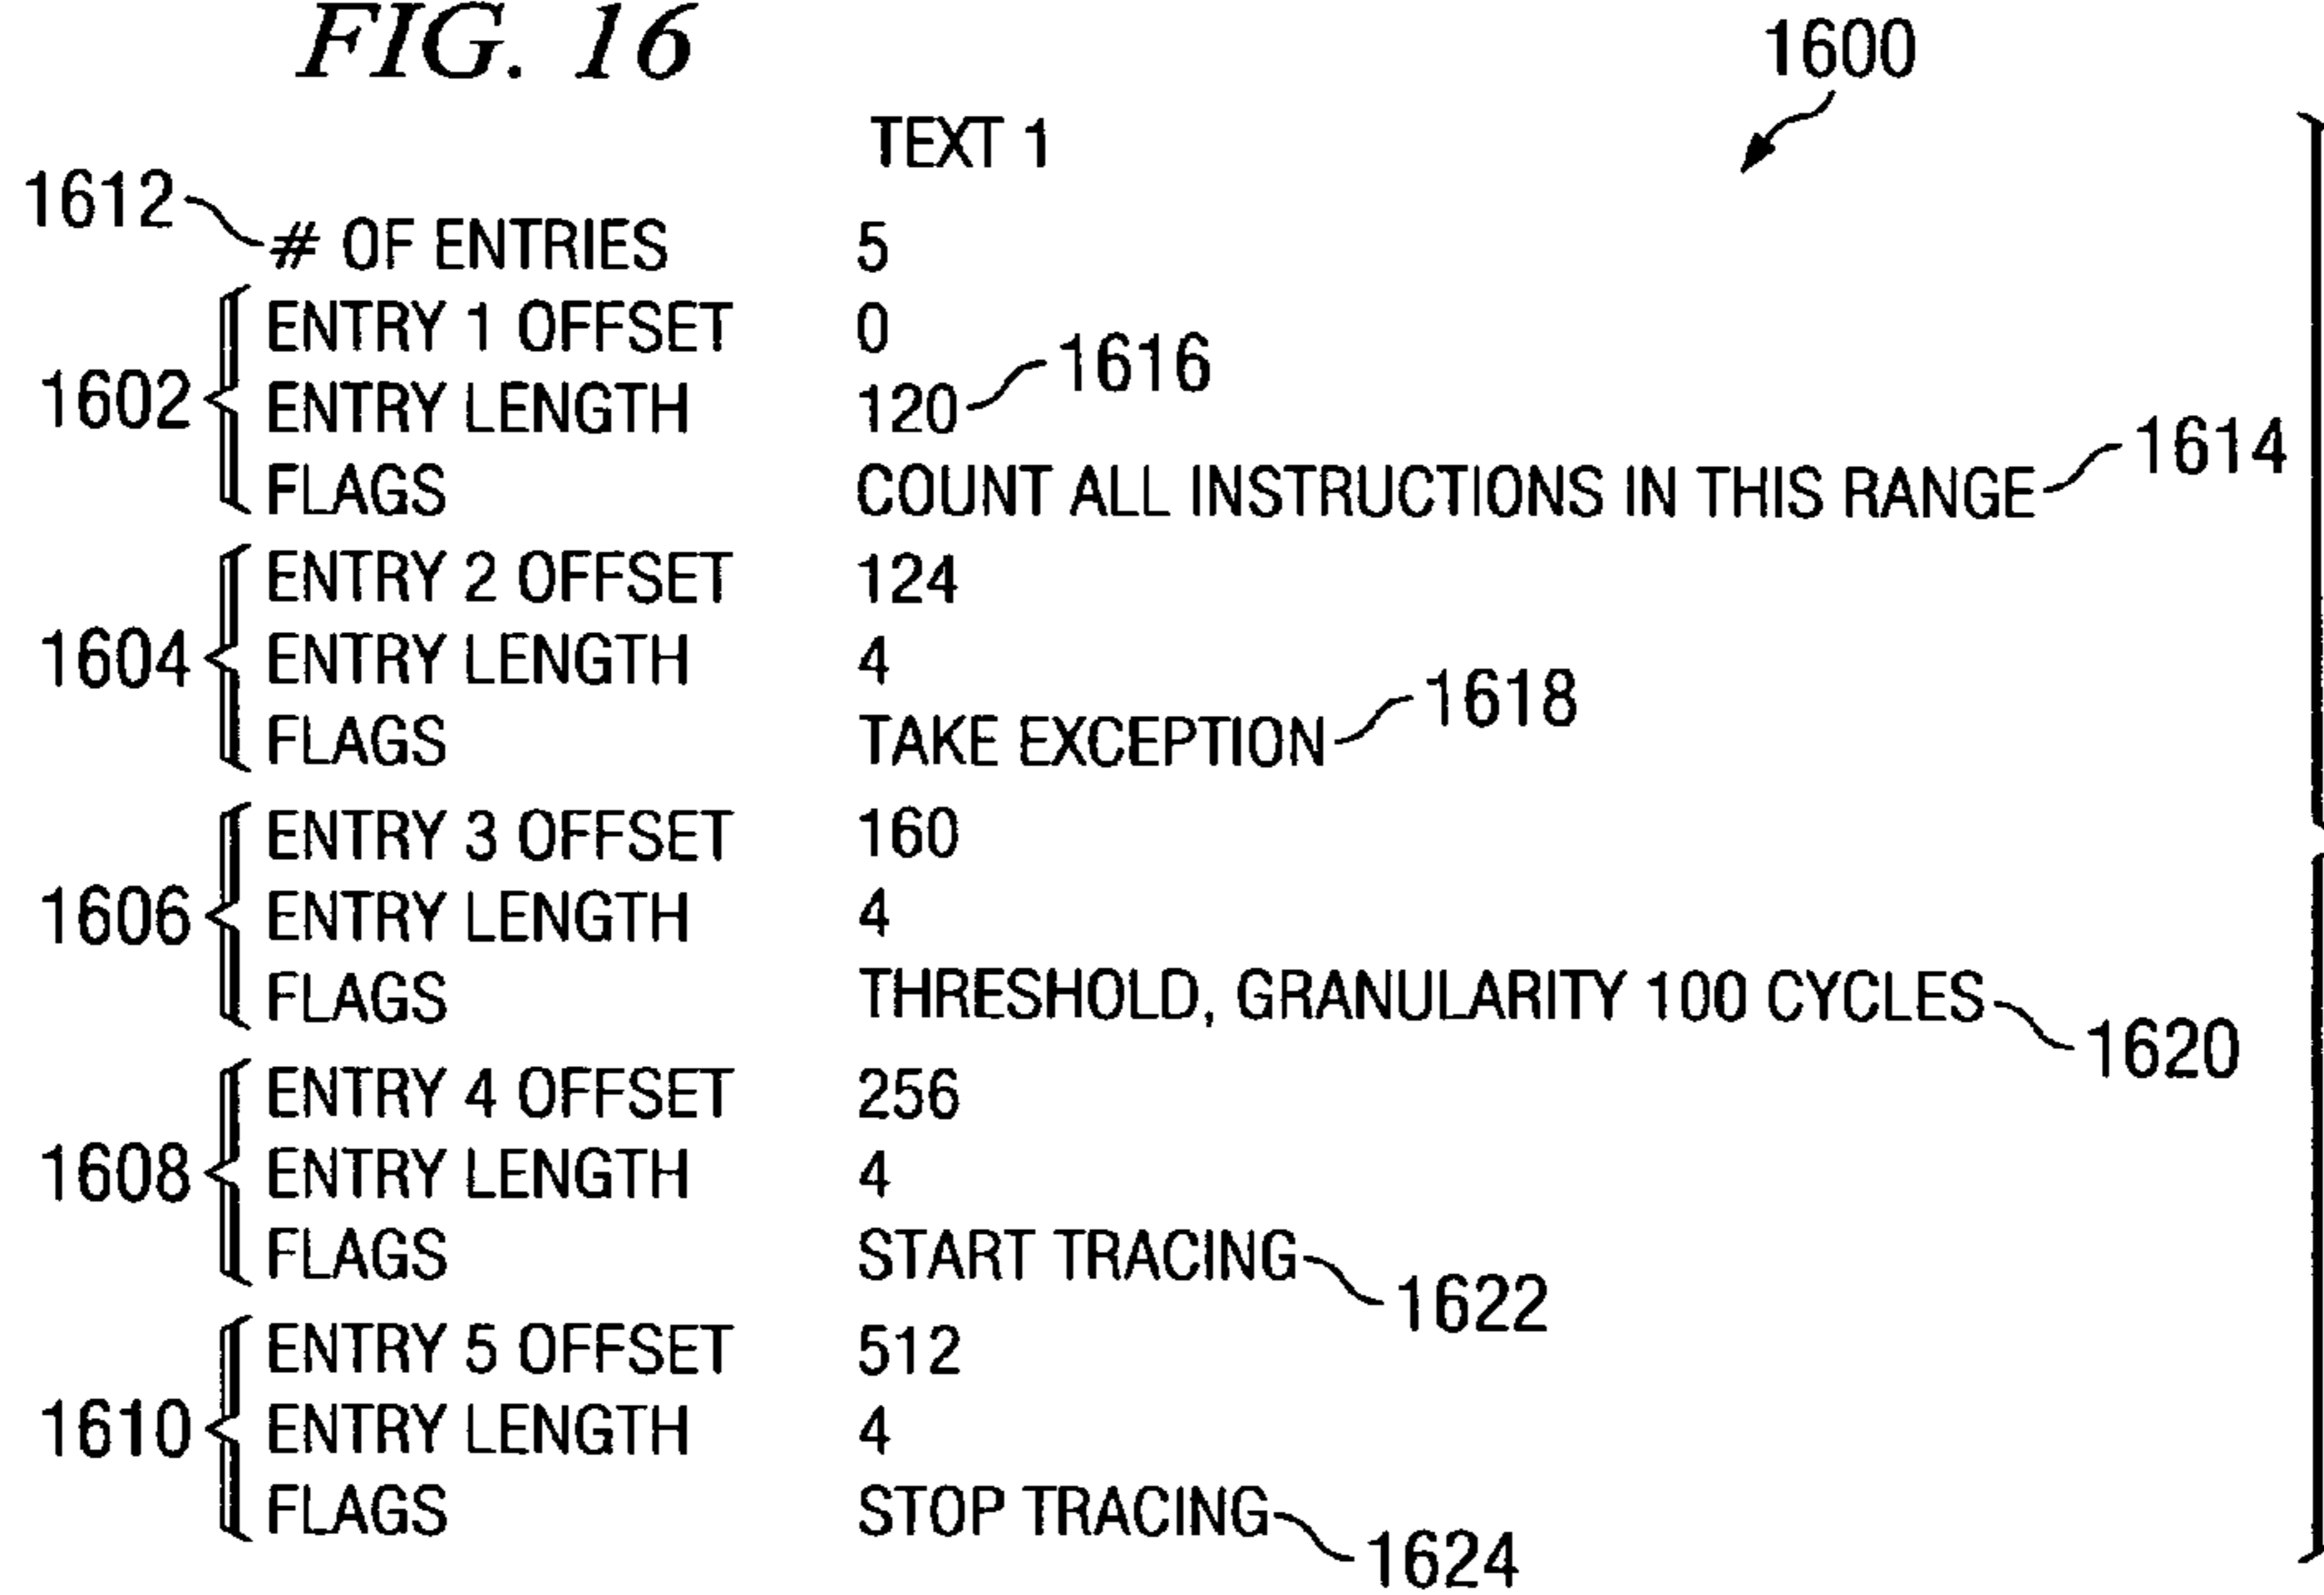 FIG. 16
1600
TEXT 1
1612
# OF ENTRIES 5
ENTRY 1 OFFSET 0
1616
1602 ENTRY LENGTH 120
1614
FLAGS COUNT ALL INSTRUCTIONS IN THIS RANGE
ENTRY 2 OFFSET 124
1604 ENTRY LENGTH 4
1618
FLAGS TAKE EXCEPTION
ENTRY 3 OFFSET 160
1606 ENTRY LENGTH 4
FLAGS THRESHOLD, GRANULARITY 100 CYCLES
1620
ENTRY 4 OFFSET 256
1608 ENTRY LENGTH 4
FLAGS START TRACING
1622
ENTRY 5 OFFSET 512
1610 ENTRY LENGTH 4
FLAGS STOP TRACING
1624